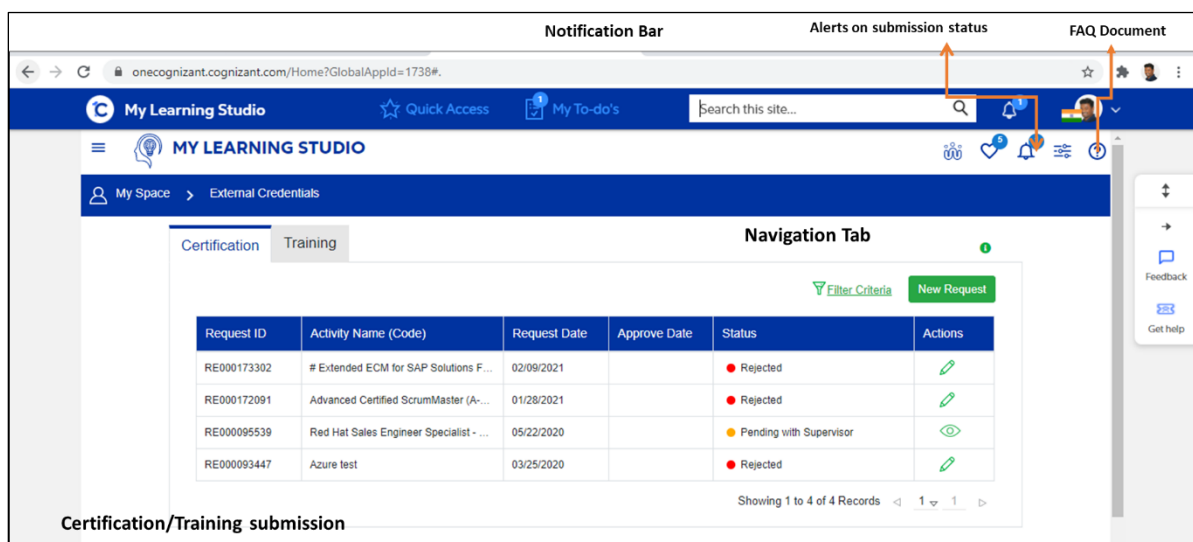 Notification Bar Alerts on submission status FAQ Document
onecognizant.cognizant.com/Home?GlobalAppId=1738#.
My Learning Studio Quick Access 1 My To-do's Search this site... 1
MY LEARNING STUDIO 5
My Space > External Credentials
Certification Training Navigation Tab
Filter Criteria New Request
Request ID Activity Name (Code) Request Date Approve Date Status Actions
RE000173302 # Extended ECM for SAP Solutions F... 02/09/2021 Rejected
RE000172091 Advanced Certified ScrumMaster (A-... 01/28/2021 Rejected
RE000095539 Red Hat Sales Engineer Specialist - ... 05/22/2020 Pending with Supervisor
RE000093447 Azure test 03/25/2020 Rejected
Showing 1 to 4 of 4 Records 1 1
Certification/Training submission
Feedback
Get help